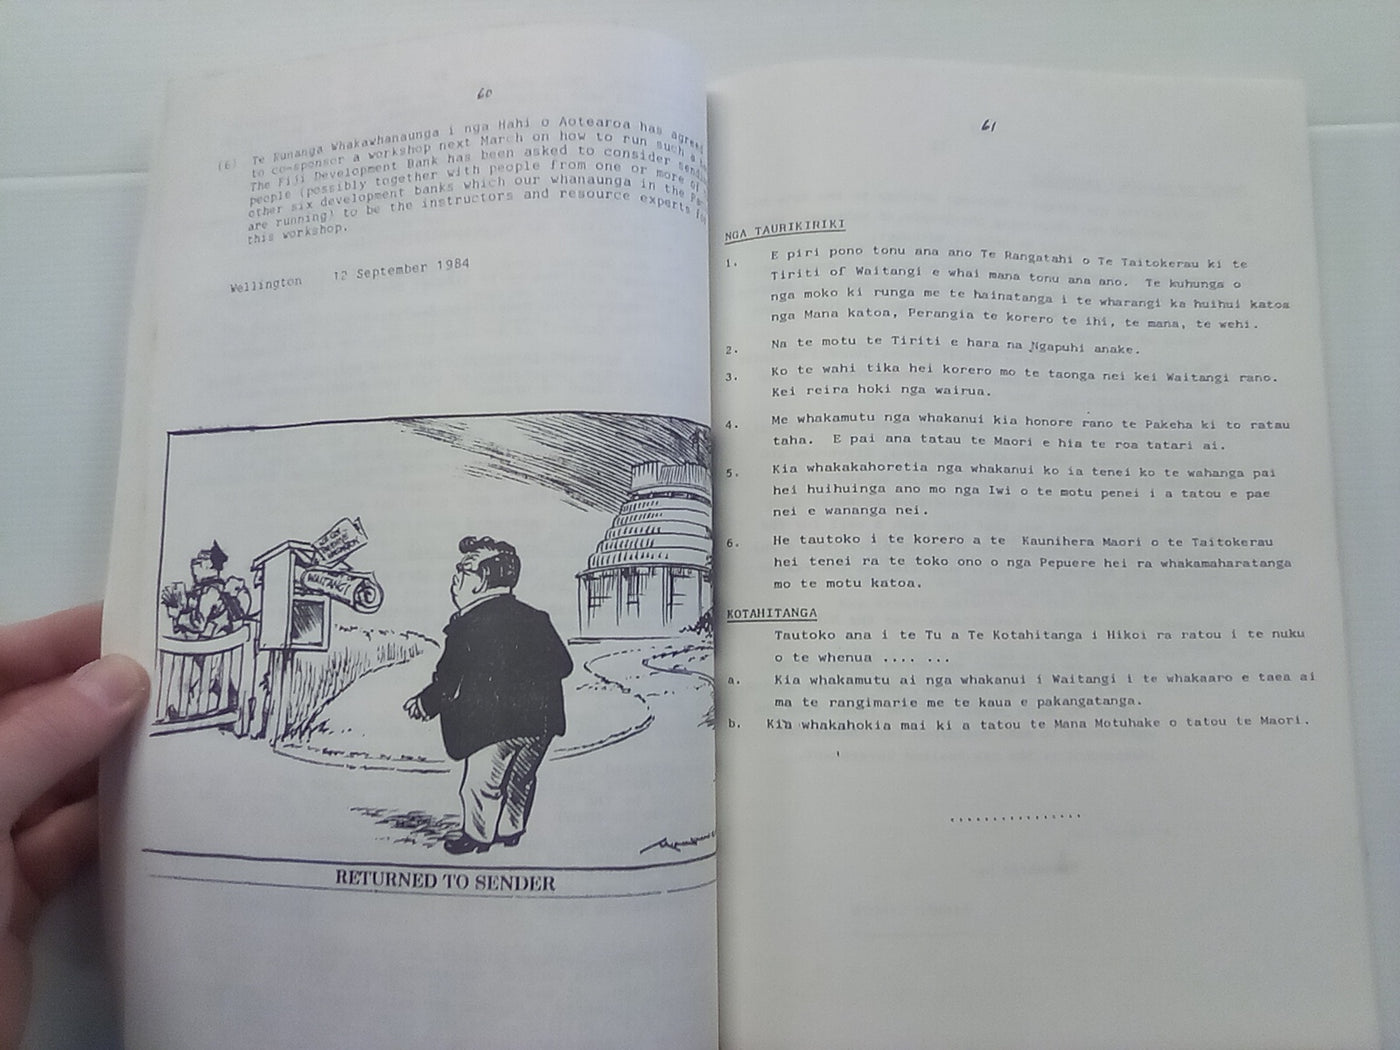 60
(6) Te Runanga Whakawhanaunga i nga Hahi o Aotearoa has agreed
to co-sponsor a workshop next March on how to run such a
The Fiji Development Bank has been asked to consider
people (possibly together with people from one or more of
other six development banks which our whanaunga in the
are running) to be the instructors and resource experts for
this workshop.
Wellington 12 September 1984
WAITANGI
RETURNED TO SENDER
61
NGA TAURIKIRIKI
1. E piri pono tonu ana ano Te Rangatahi o Te Taitokerau ki te
Tiriti of Waitangi e whai mana tonu ana ano. Te kuhunga o
nga moko ki runga me te hainatanga i te wharangi ka huihui katoa
nga Mana katoa, Perangia te korero te ihi, te mana, te wehi.
2. Na te motu te Tiriti e hara na Ngapuhi anake.
3. Ko te wahi tika hei korero mo te taonga nei kei Waitangi rano.
Kei reira hoki nga wairua.
4. Me whakamutu nga whakanui kia honore rano te Pakeha ki to ratau
taha. E pai ana tatau te Maori e hia te roa tatari ai.
5. Kia whakakahoretia nga whakanui ko ia tenei ko te wahanga pai
hei huihuinga ano mo nga Iwi o te motu penei i a tatou e pae
nei e wananga nei.
6. He tautoko i te korero a te Kaunihera Maori o te Taitokerau
hei tenei ra te toko ono o nga Pepuere hei ra whakamaharatanga
mo te motu katoa.
KOTAHITANGA
Tautoko ana i te Tu a Te Kotahitanga i Hikoi ra ratou i te nuku
o te whenua .... ...
a. Kia whakamutu ai nga whakanui i Waitangi i te whakaaro e taea ai
ma te rangimarie me te kaua e pakangatanga.
b. Kia whakahokia mai ki a tatou te Mana Motuhake o tatou te Maori.